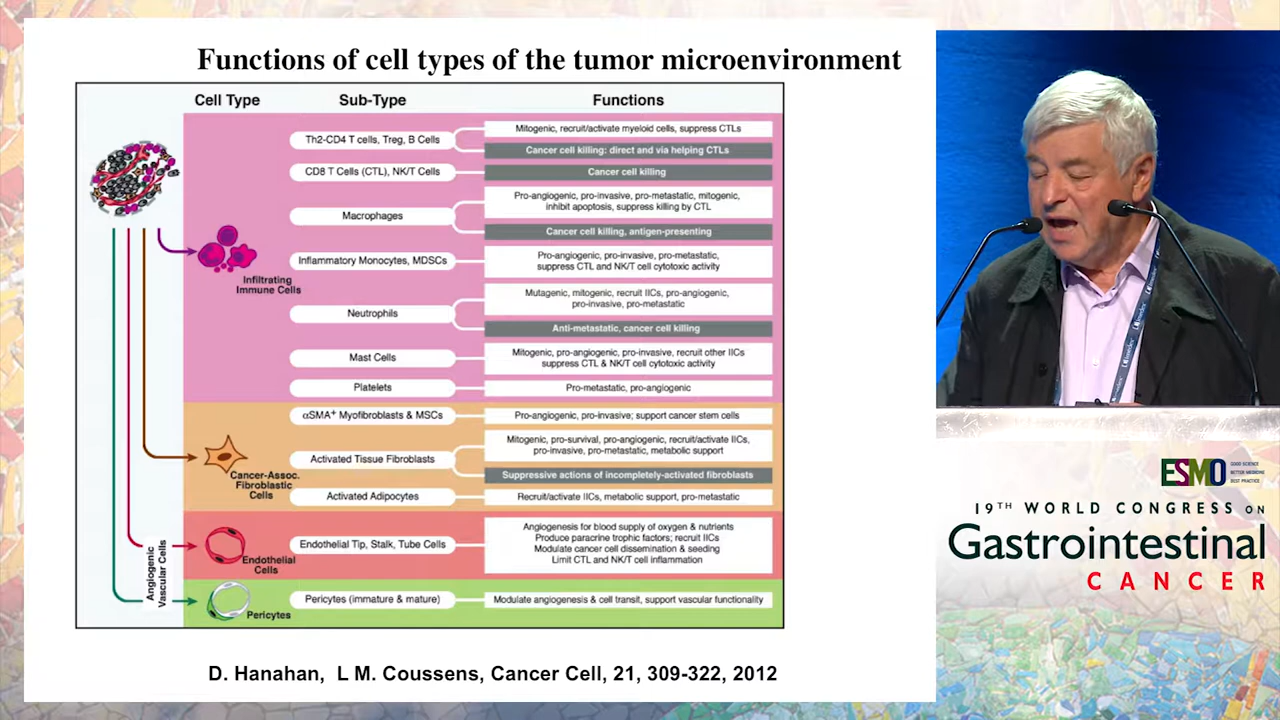 Functions of cell types of the tumor microenvironment
Cell Type
Sub-Type
Functions
Th2-CD4 T cells, Treg, B Cells
Mitogenic, recruit/activate myeloid cells, suppress CTLs
Cancer cell killing: direct and via helping CTLs
CD8 T Cells (CTL), NK/T Cells
Cancer cell killing
Macrophages
Pro-angiogenic, pro-invasive, pro-metastatic, mitogenic,
inhibit apoptosis, suppress killing by CTL
Cancer cell killing, antigen-presenting
Inflammatory Monocytes, MDSCs
Pro-angiogenic, pro-invasive, pro-metastatic,
suppress CTL and NK/T cell cytotoxic activity
Infiltrating
Immune Cells
Neutrophils
Mutagenic, mitogenic, recruit IICs, pro-angiogenic,
pro-invasive, pro-metastatic
Anti-metastatic, cancer cell killing
Mast Cells
Mitogenic, pro-angiogenic, pro-invasive, recruit other IICs
suppress CTL & NK/T cell cytotoxic activity
Platelets
Pro-metastatic, pro-angiogenic
αSMA+ Myofibroblasts & MSCs
Pro-angiogenic, pro-invasive; support cancer stem cells
Activated Tissue Fibroblasts
Mitogenic, pro-survival, pro-angiogenic, recruit/activate IICs,
pro-invasive, pro-metastatic, metabolic support
Suppressive actions of incompletely-activated fibroblasts
Cancer-Assoc.
Fibroblastic
Cells
Activated Adipocytes
Recruit/activate IICs, metabolic support, pro-metastatic
Angiogenic
Vascular Cells
Endothelial
Cells
Endothelial Tip, Stalk, Tube Cells
Angiogenesis for blood supply of oxygen & nutrients
Produce paracrine trophic factors; recruit IICs
Modulate cancer cell dissemination & seeding
Limit CTL and NK/T cell inflammation
Pericytes
Pericytes (immature & mature)
Modulate angiogenesis & cell transit, support vascular functionality
D. Hanahan, L M. Coussens, Cancer Cell, 21, 309-322, 2012
ESMO
GOOD SCIENCE
BETTER MEDICINE
BEST PRACTICE
19TH WORLD CONGRESS ON
Gastrointestinal
CANCER